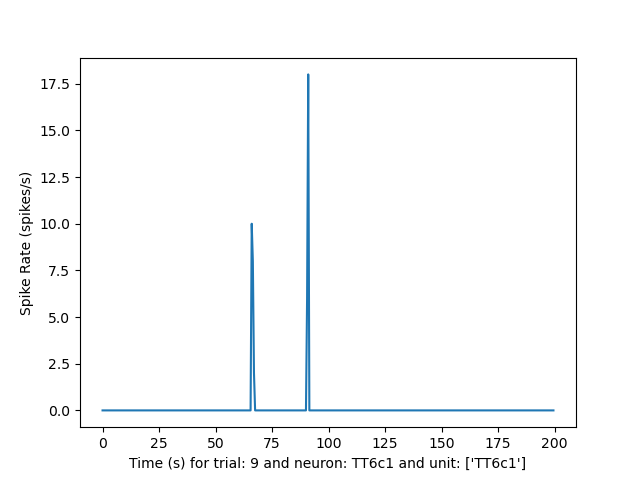 17.5
15.0
12.5
10.0
7.5
5.0
2.5
0.0
Spike Rate (spikes/s)
0 25 50 75 100 125 150 175 200
Time (s) for trial: 9 and neuron: TT6c1 and unit: ['TT6c1']